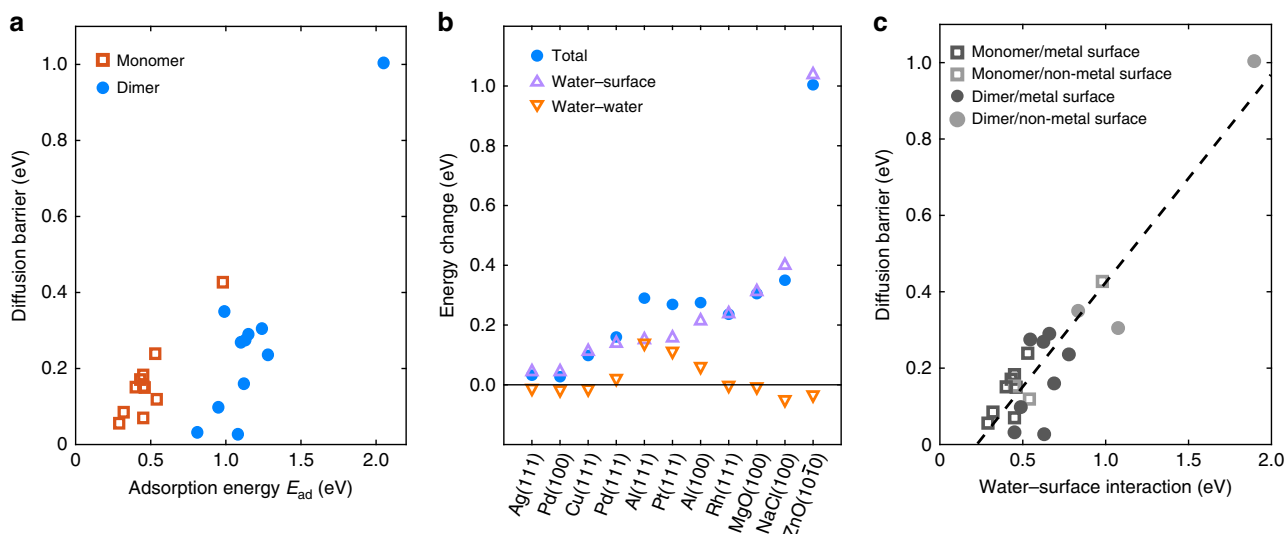 a
Monomer
Dimer
Diffusion barrier (eV)
1.0
0.8
0.6
0.4
0.2
0
0
0.5
1.0
1.5
2.0
Adsorption energy E_ad (eV)
b
Total
Water–surface
Water–water
Energy change (eV)
1.0
0.8
0.6
0.4
0.2
0.0
Ag(111)
Pd(100)
Cu(111)
Pd(111)
Al(111)
Pt(111)
Al(100)
Rh(111)
MgO(100)
NaCl(100)
ZnO(101̄0)
c
Monomer/metal surface
Monomer/non-metal surface
Dimer/metal surface
Dimer/non-metal surface
Diffusion barrier (eV)
1.0
0.8
0.6
0.4
0.2
0
0
0.5
1.0
1.5
2.0
Water–surface interaction (eV)